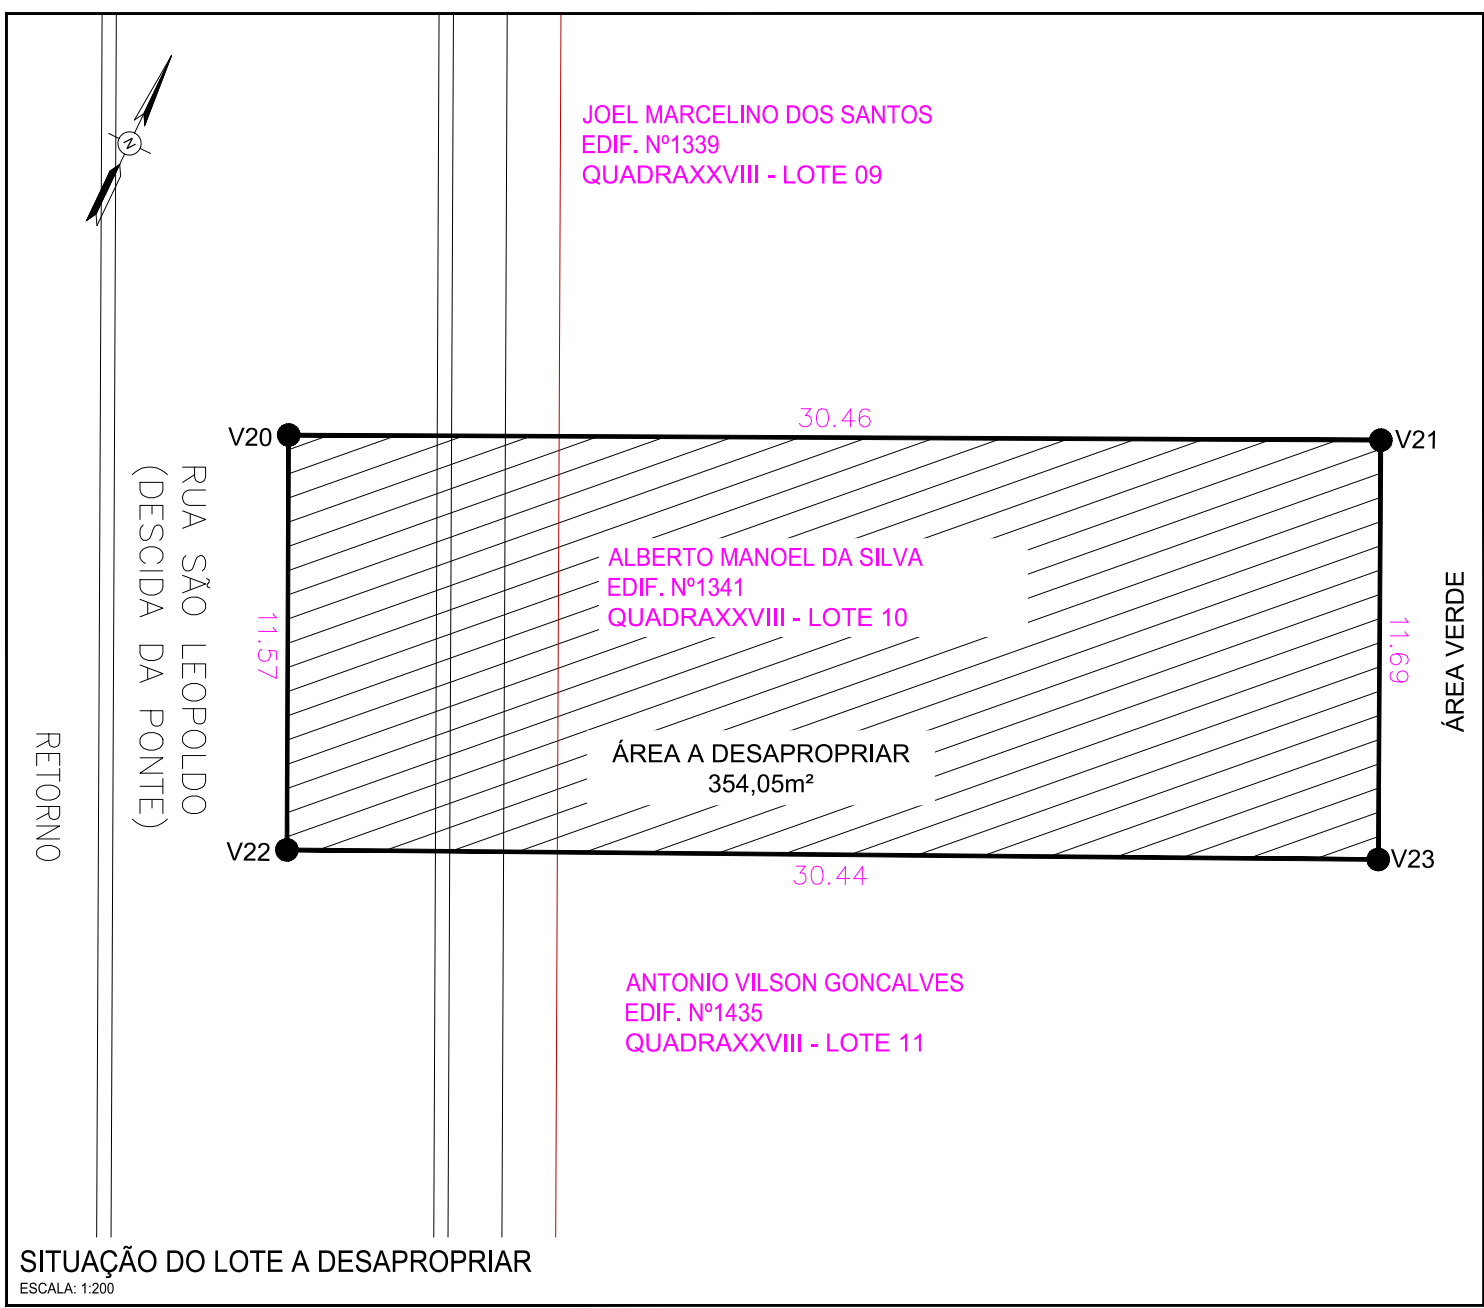 N
JOEL MARCELINO DOS SANTOS
EDIF. Nº1339
QUADRAXXVIII - LOTE 09
30.46
V20
V21
RUA SÃO LEOPOLDO
(DESCIDA DA PONTE)
RETORNO
11.57
ALBERTO MANOEL DA SILVA
EDIF. Nº1341
QUADRAXXVIII - LOTE 10
11.69
ÁREA VERDE
ÁREA A DESAPROPRIAR
354,05m²
V22
V23
30.44
ANTONIO VILSON GONCALVES
EDIF. Nº1435
QUADRAXXVIII - LOTE 11
SITUAÇÃO DO LOTE A DESAPROPRIAR
ESCALA: 1:200